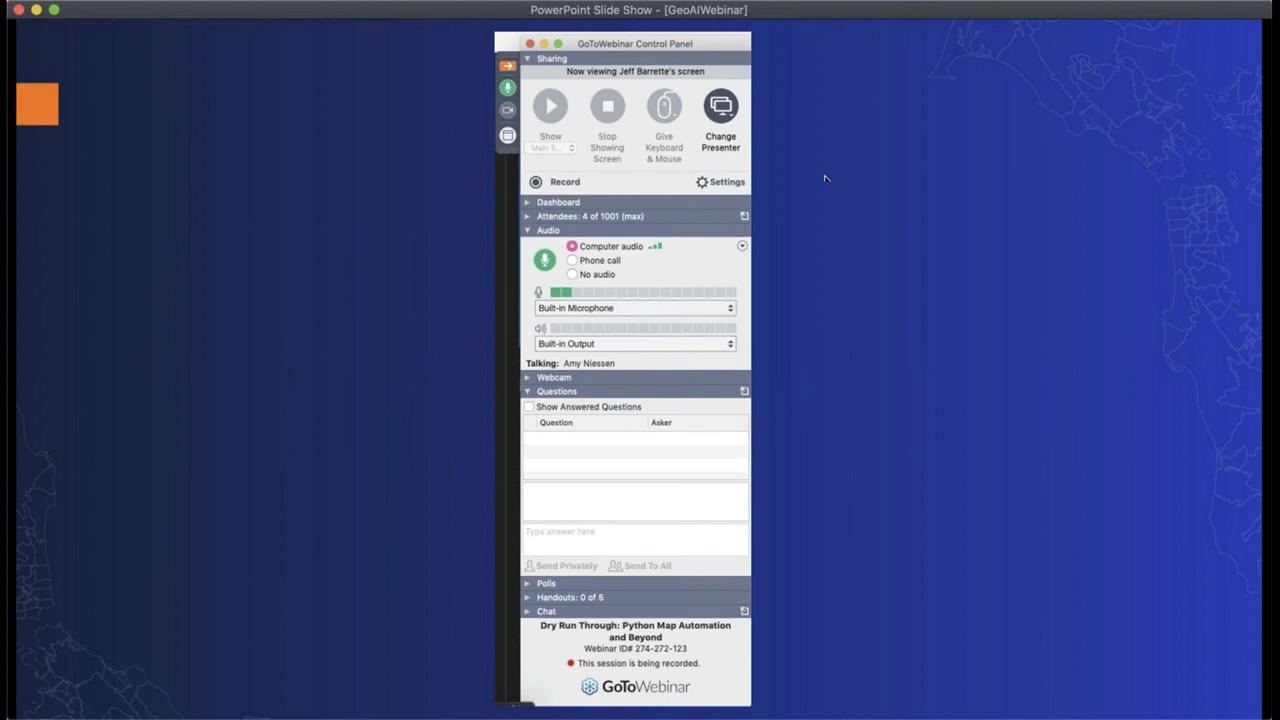 PowerPoint Slide Show - [GeoAIWebinar]
GoToWebinar Control Panel
Sharing
Now viewing Jeff Barrette's screen
Show
Main S...
Stop
Showing
Screen
Give
Keyboard
& Mouse
Change
Presenter
Record
Settings
Dashboard
Attendees: 4 of 1001 (max)
Audio
Computer audio
Phone call
No audio
Built-in Microphone
Built-in Output
Talking: Amy Niessen
Webcam
Questions
Show Answered Questions
Question Asker
Type answer here
Send Privately Send To All
Polls
Handouts: 0 of 5
Chat
Dry Run Through: Python Map Automation
and Beyond
Webinar ID# 274-272-123
This session is being recorded.
GoToWebinar